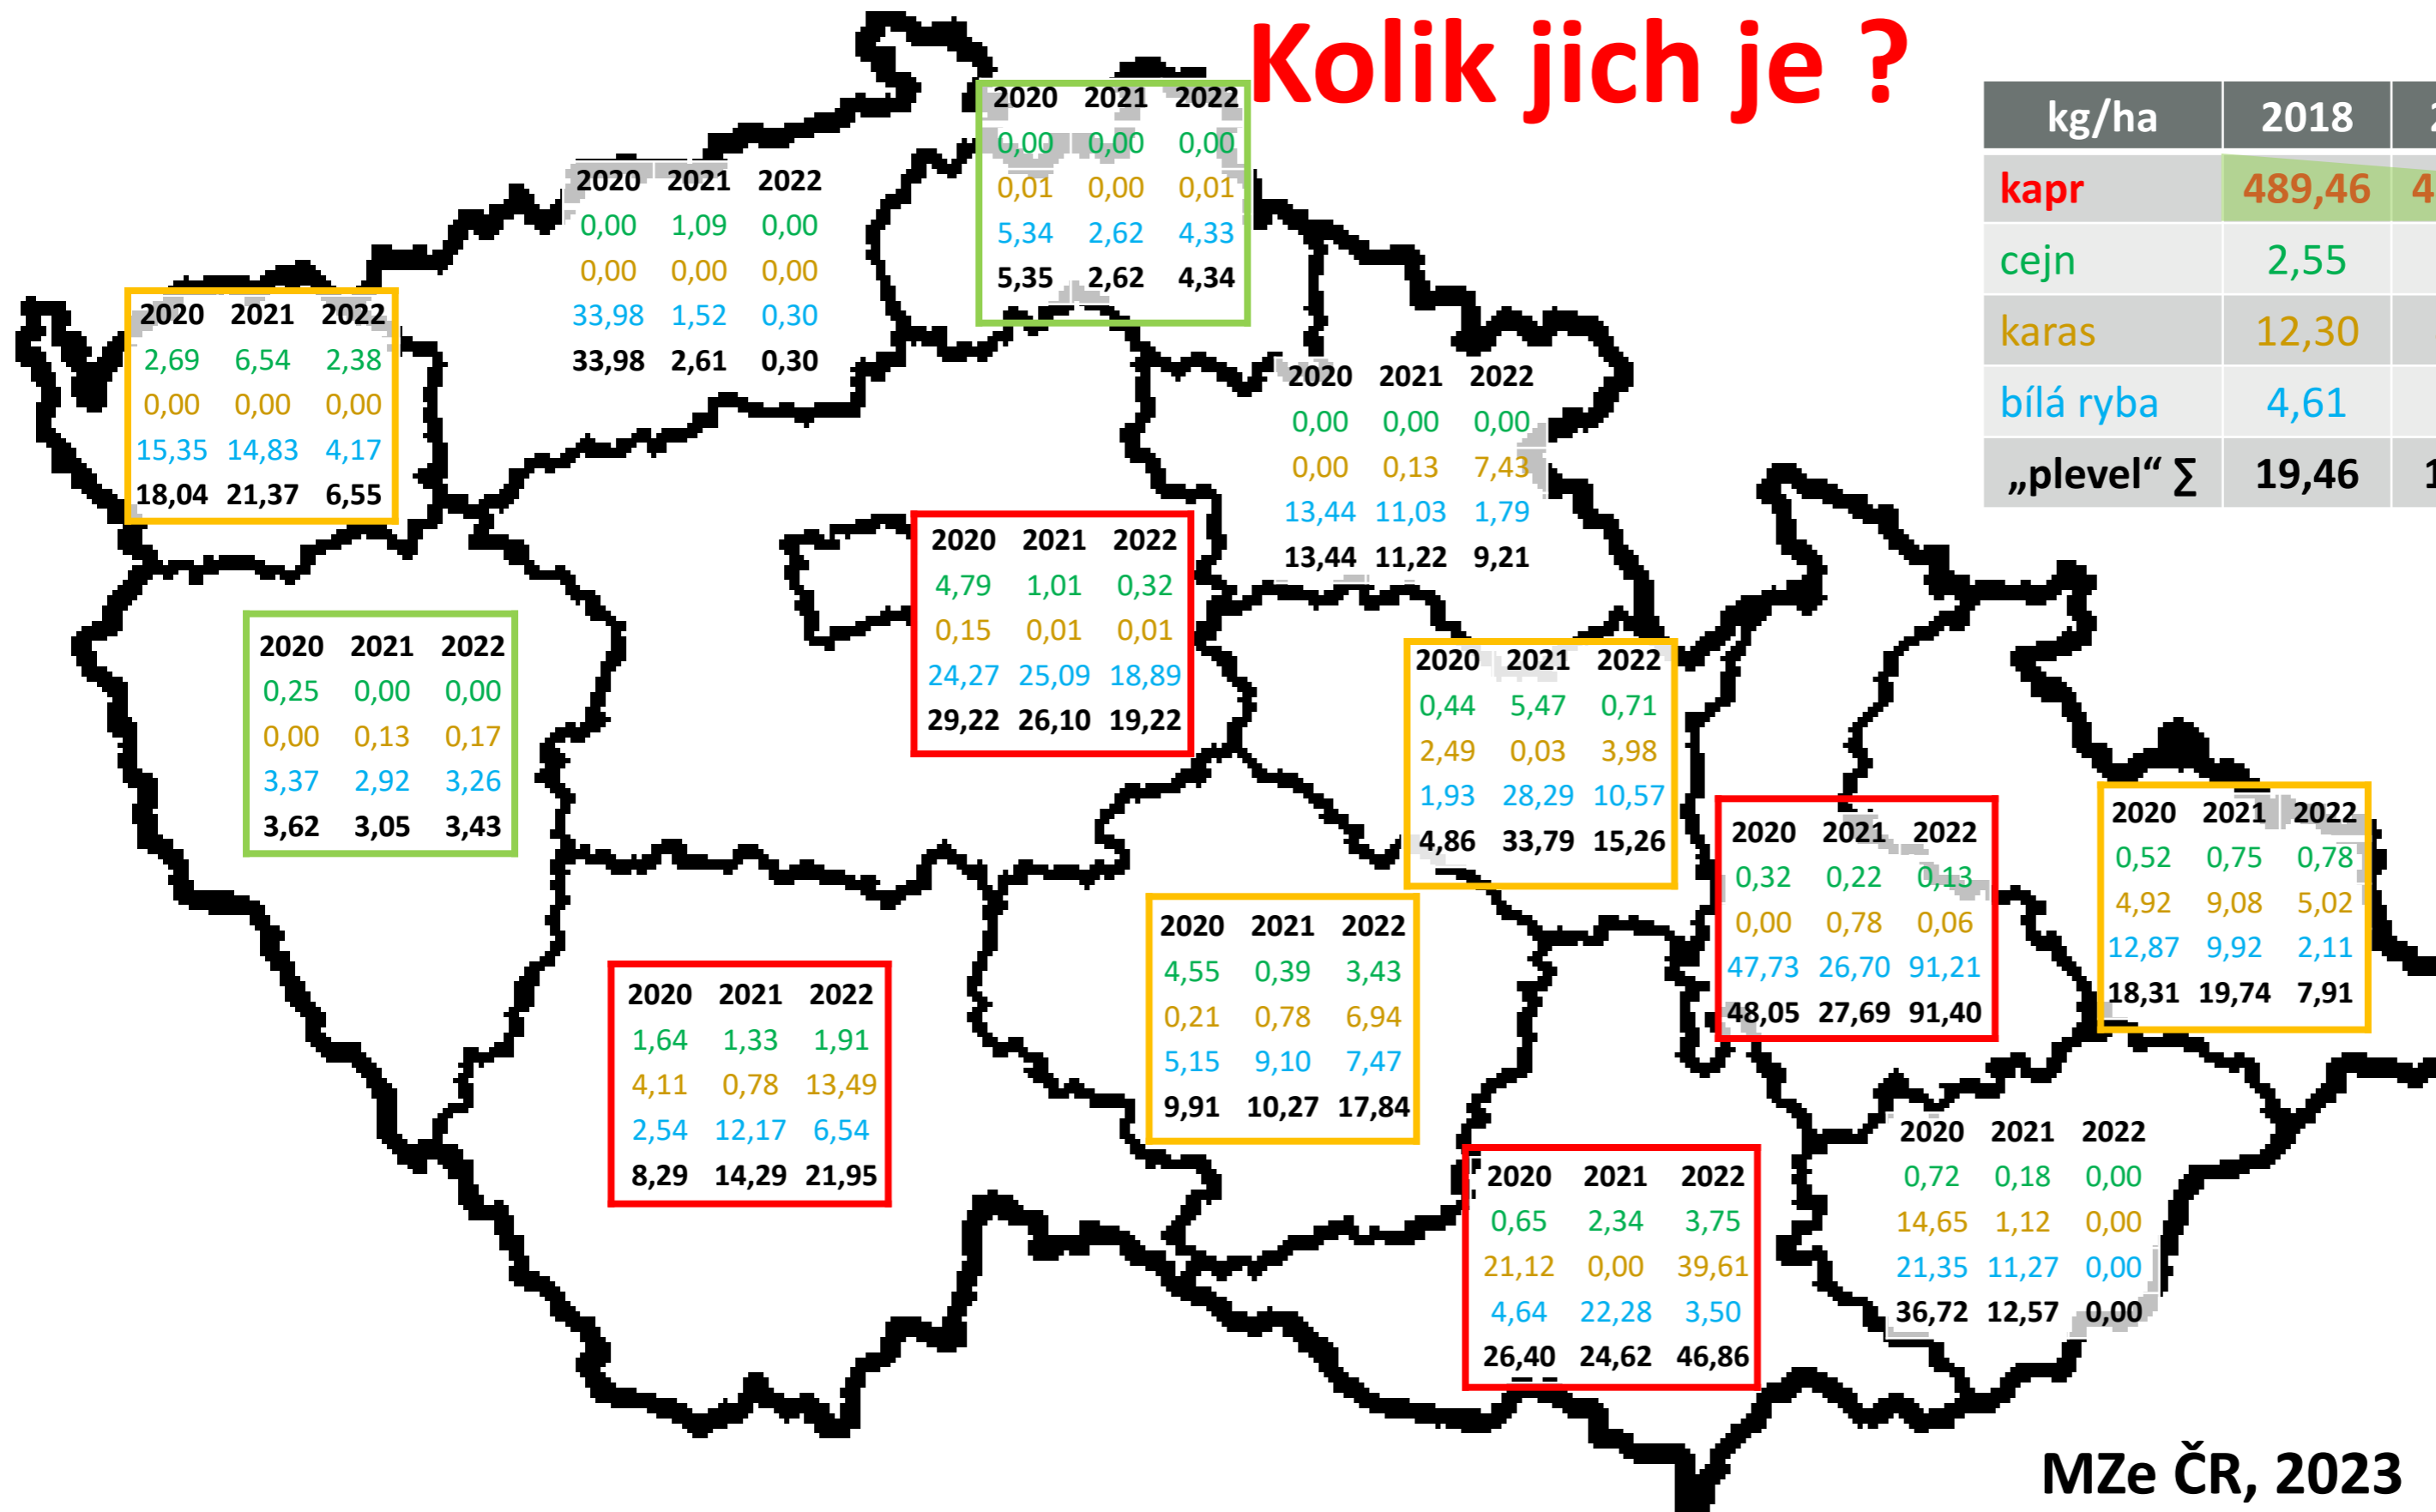 Kolik jich je ?
kg/ha 2018
kapr 489,46
cejn 2,55
karas 12,30
bílá ryba 4,61
„plevel“ ∑ 19,46
2020 2021 2022
0,00 0,00 0,00
0,01 0,00 0,01
5,34 2,62 4,33
5,35 2,62 4,34
2020 2021 2022
0,00 1,09 0,00
0,00 0,00 0,00
33,98 1,52 0,30
33,98 2,61 0,30
2020 2021 2022
2,69 6,54 2,38
0,00 0,00 0,00
15,35 14,83 4,17
18,04 21,37 6,55
2020 2021 2022
0,00 0,00 0,00
0,00 0,13 7,43
13,44 11,03 1,79
13,44 11,22 9,21
2020 2021 2022
4,79 1,01 0,32
0,15 0,01 0,01
24,27 25,09 18,89
29,22 26,10 19,22
2020 2021 2022
0,25 0,00 0,00
0,00 0,13 0,17
3,37 2,92 3,26
3,62 3,05 3,43
2020 2021 2022
0,44 5,47 0,71
2,49 0,03 3,98
1,93 28,29 10,57
4,86 33,79 15,26
2020 2021 2022
0,32 0,22 0,13
0,00 0,78 0,06
47,73 26,70 91,21
48,05 27,69 91,40
2020 2021 2022
0,52 0,75 0,78
4,92 9,08 5,02
12,87 9,92 2,11
18,31 19,74 7,91
2020 2021 2022
4,55 0,39 3,43
0,21 0,78 6,94
5,15 9,10 7,47
9,91 10,27 17,84
2020 2021 2022
1,64 1,33 1,91
4,11 0,78 13,49
2,54 12,17 6,54
8,29 14,29 21,95
2020 2021 2022
0,72 0,18 0,00
14,65 1,12 0,00
21,35 11,27 0,00
36,72 12,57 0,00
2020 2021 2022
0,65 2,34 3,75
21,12 0,00 39,61
4,64 22,28 3,50
26,40 24,62 46,86
MZe ČR, 2023